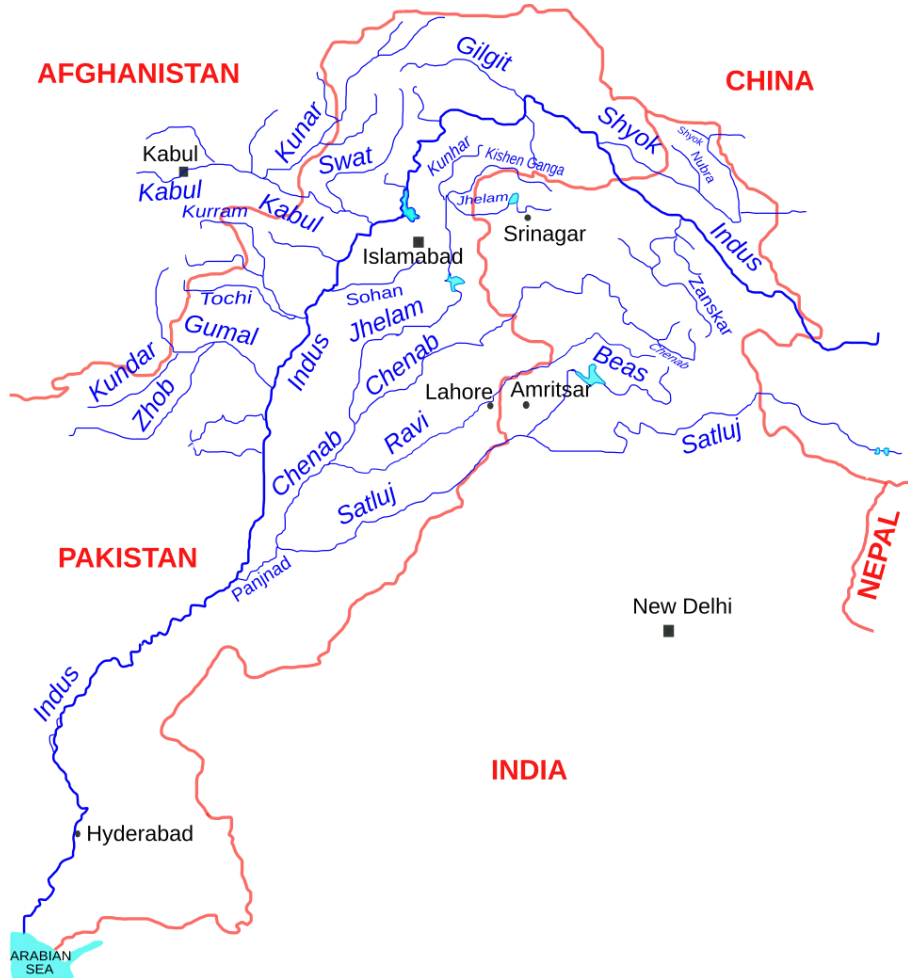 Gilgit
AFGHANISTAN
CHINA
Kunar
Shyok
Shyok
Kabul
Swat
Kunhar
Kishen Ganga
Nubra
Kabul
Kurram
Kabul
Jhelam
Srinagar
Indus
Islamabad
Tochi
Sohan
Zanskar
Gumal
Jhelam
Indus
Chenab
Chenab
Kundar
Zhob
Beas
Lahore
Amritsar
Ravi
Satluj
Chenab
Satluj
PAKISTAN
Panjnad
NEPAL
New Delhi
Indus
INDIA
Hyderabad
ARABIAN
SEA